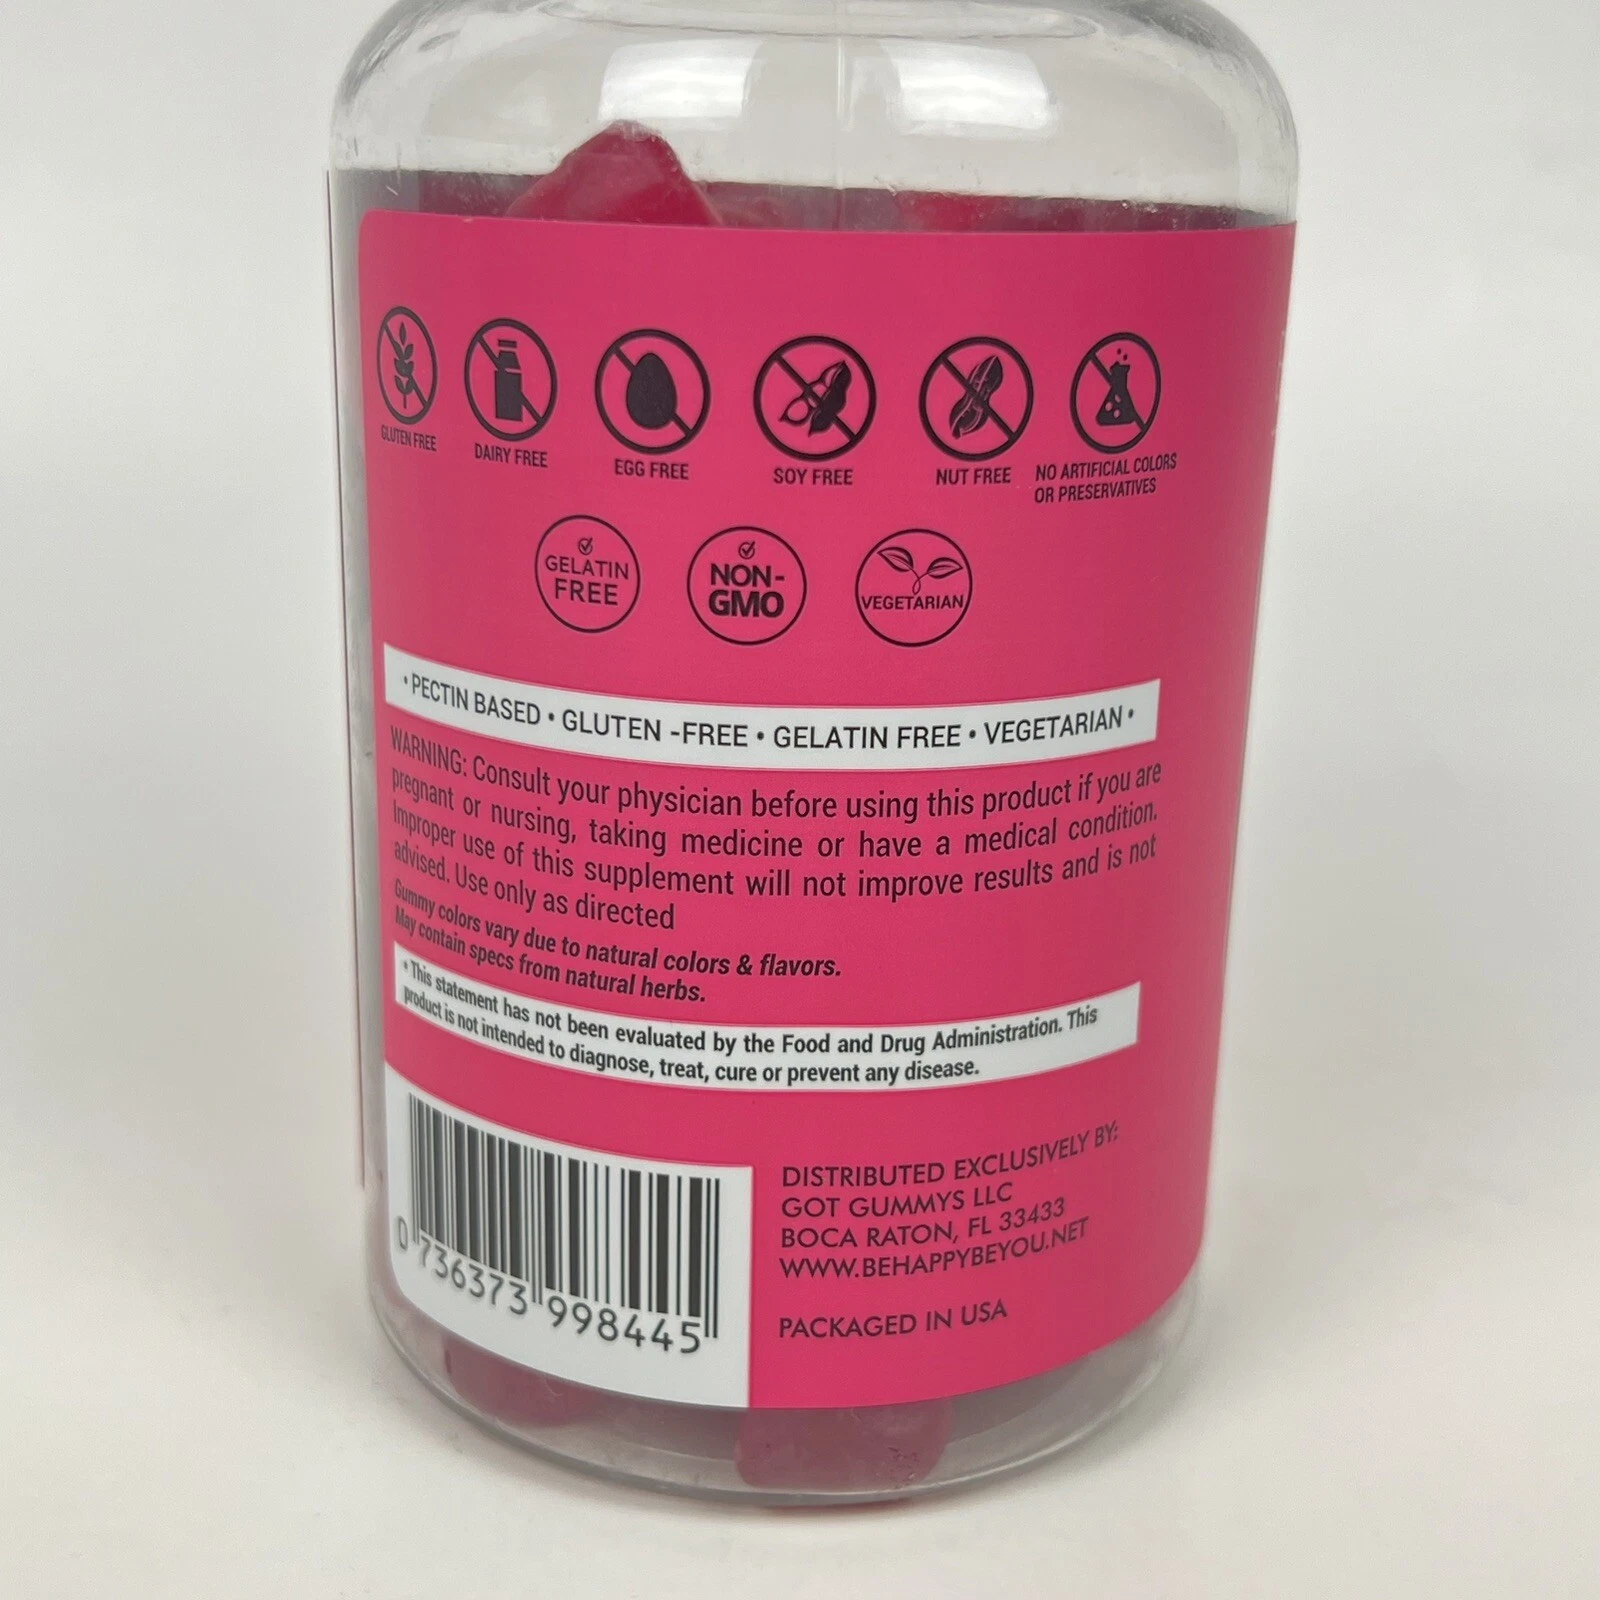 GLUTEN FREE
DAIRY FREE
EGG FREE
SOY FREE
NUT FREE
NO ARTIFICIAL COLORS
OR PRESERVATIVES
GELATIN
FREE
NON-
GMO
VEGETARIAN
• PECTIN BASED • GLUTEN -FREE • GELATIN FREE • VEGETARIAN •
WARNING: Consult your physician before using this product if you are
pregnant or nursing, taking medicine or have a medical condition.
Improper use of this supplement will not improve results and is not
advised. Use only as directed
Gummy colors vary due to natural colors & flavors.
May contain specs from natural herbs.
• This statement has not been evaluated by the Food and Drug Administration. This
product is not intended to diagnose, treat, cure or prevent any disease.
0 736373 998445
DISTRIBUTED EXCLUSIVELY BY:
GOT GUMMYS LLC
BOCA RATON, FL 33433
WWW.BEHAPPYBEYOU.NET
PACKAGED IN USA